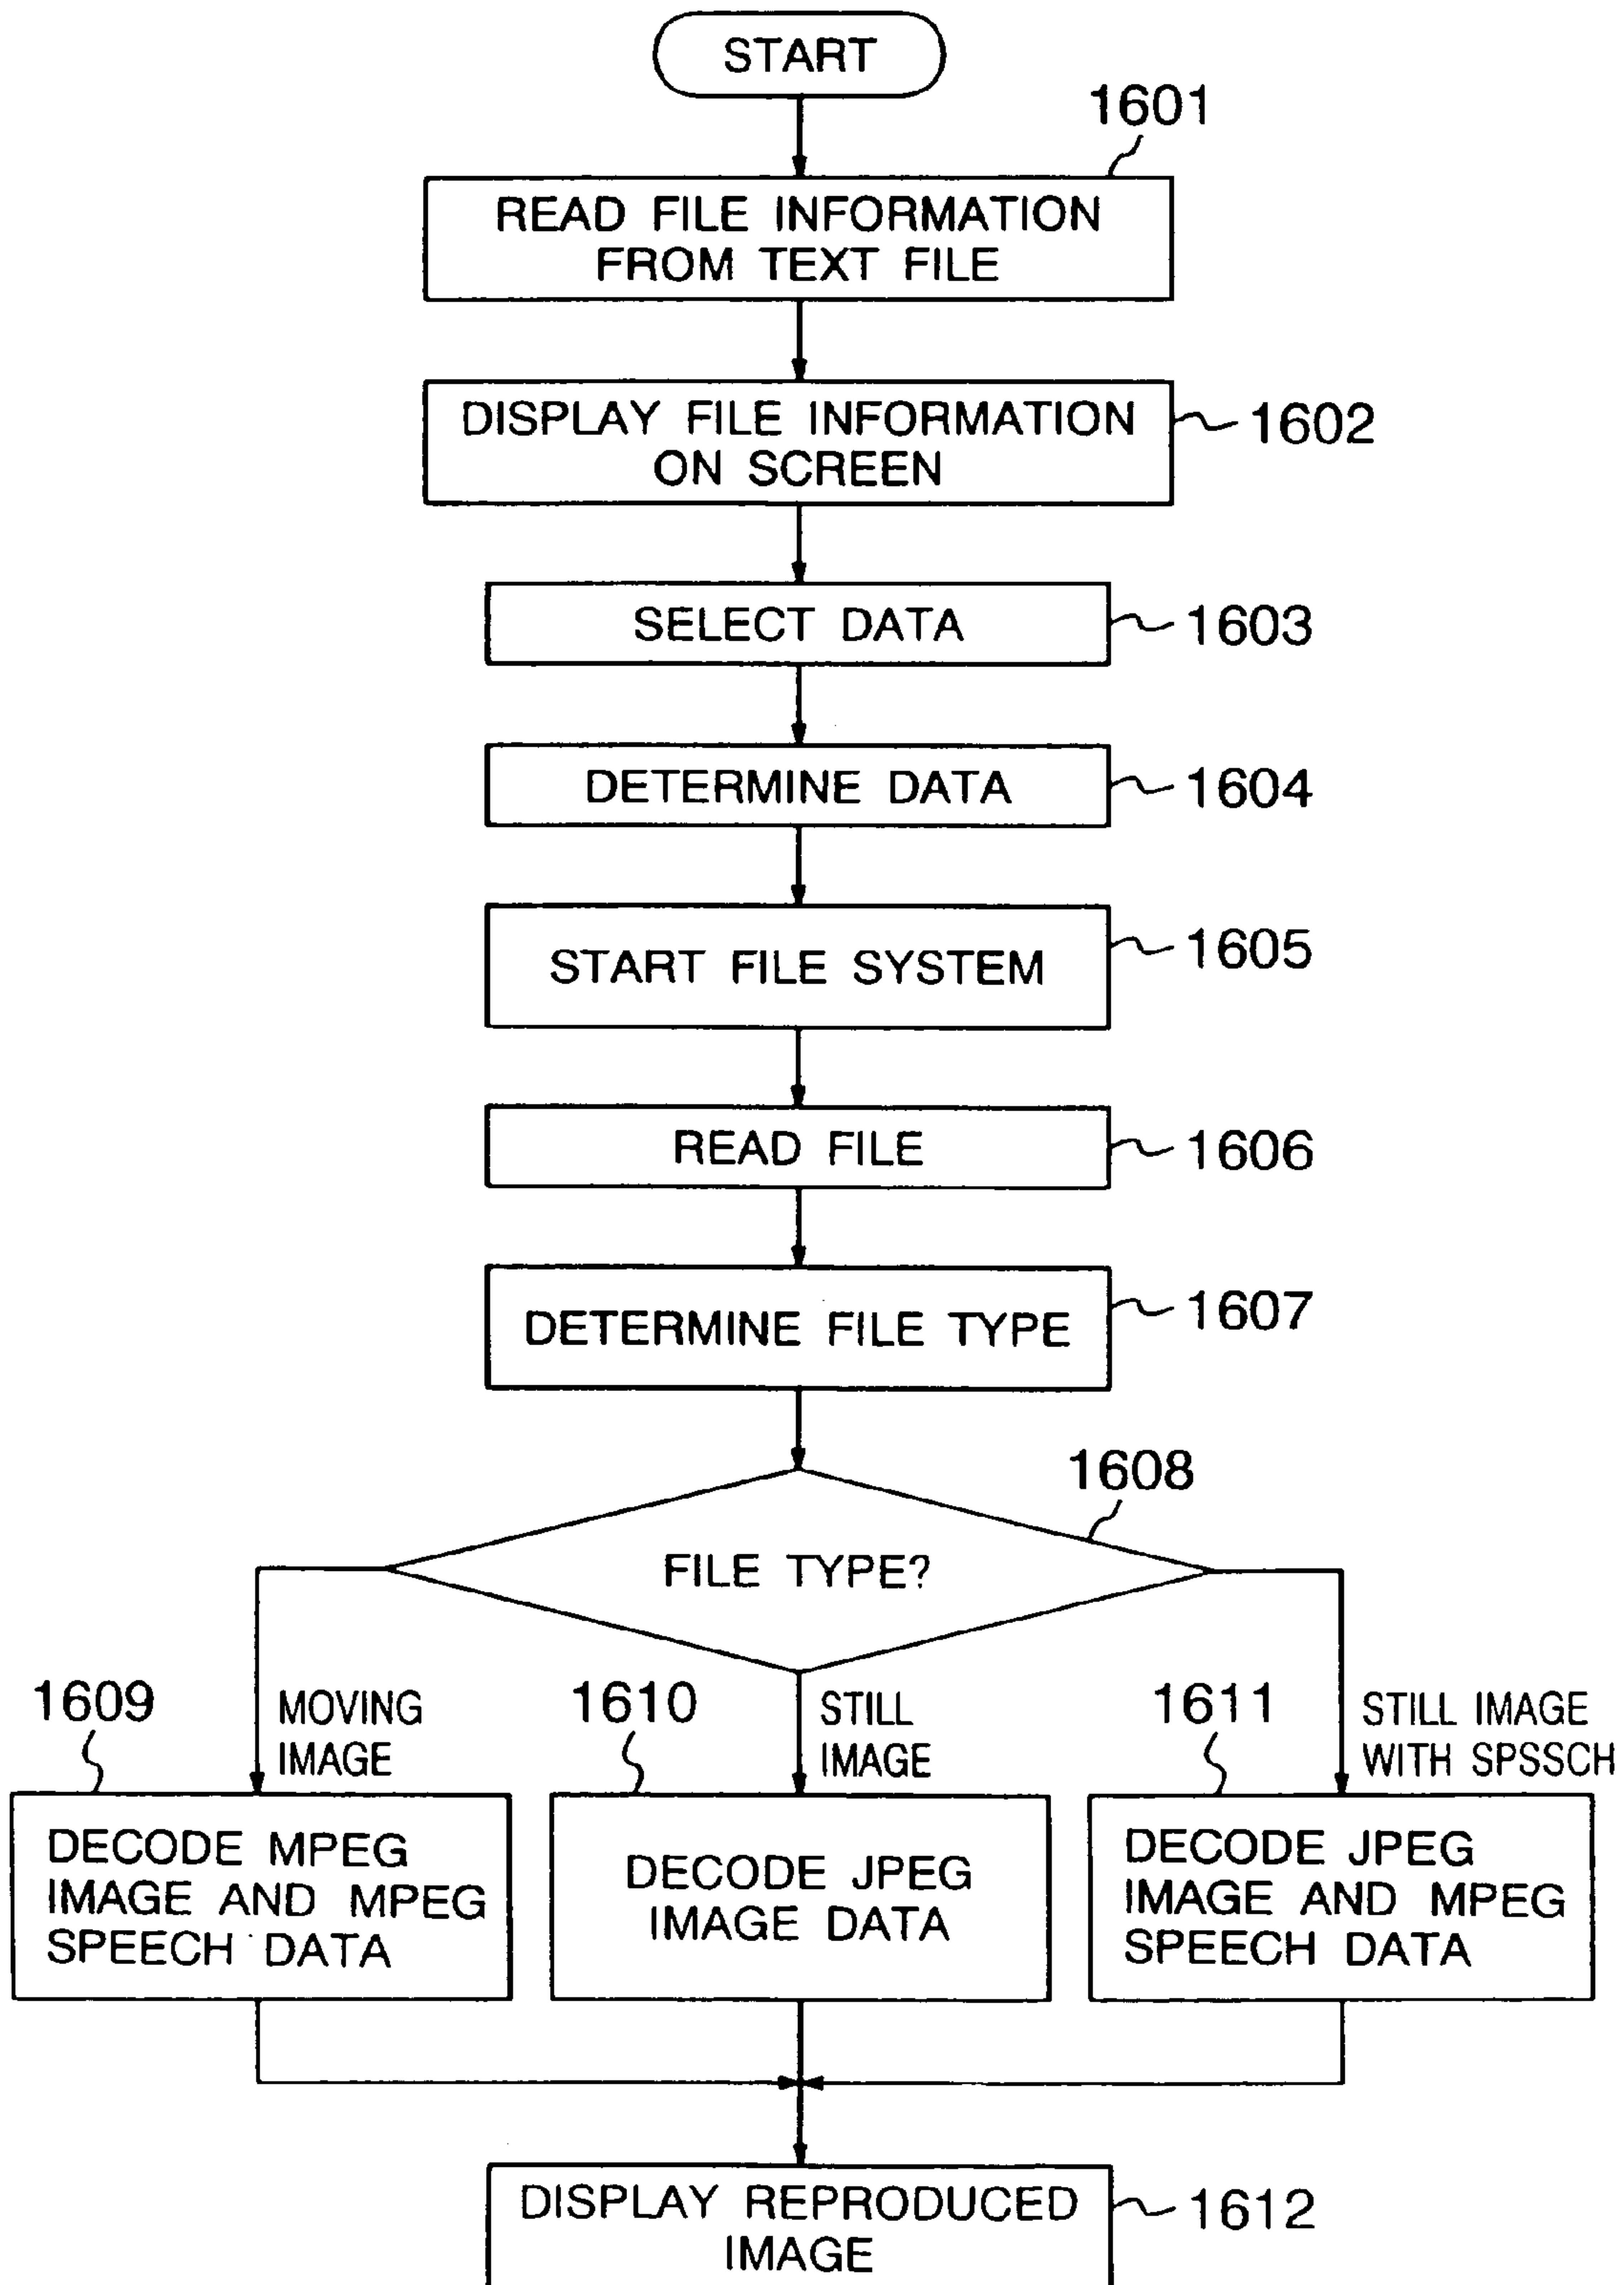 START
1601
READ FILE INFORMATION
FROM TEXT FILE
DISPLAY FILE INFORMATION
ON SCREEN
1602
SELECT DATA
1603
DETERMINE DATA
1604
START FILE SYSTEM
1605
READ FILE
1606
DETERMINE FILE TYPE
1607
1608
FILE TYPE?
1609
MOVING
IMAGE
1610
STILL
IMAGE
1611
STILL IMAGE
WITH SPSSCH
DECODE MPEG
IMAGE AND MPEG
SPEECH DATA
DECODE JPEG
IMAGE DATA
DECODE JPEG
IMAGE AND MPEG
SPEECH DATA
DISPLAY REPRODUCED
IMAGE
1612